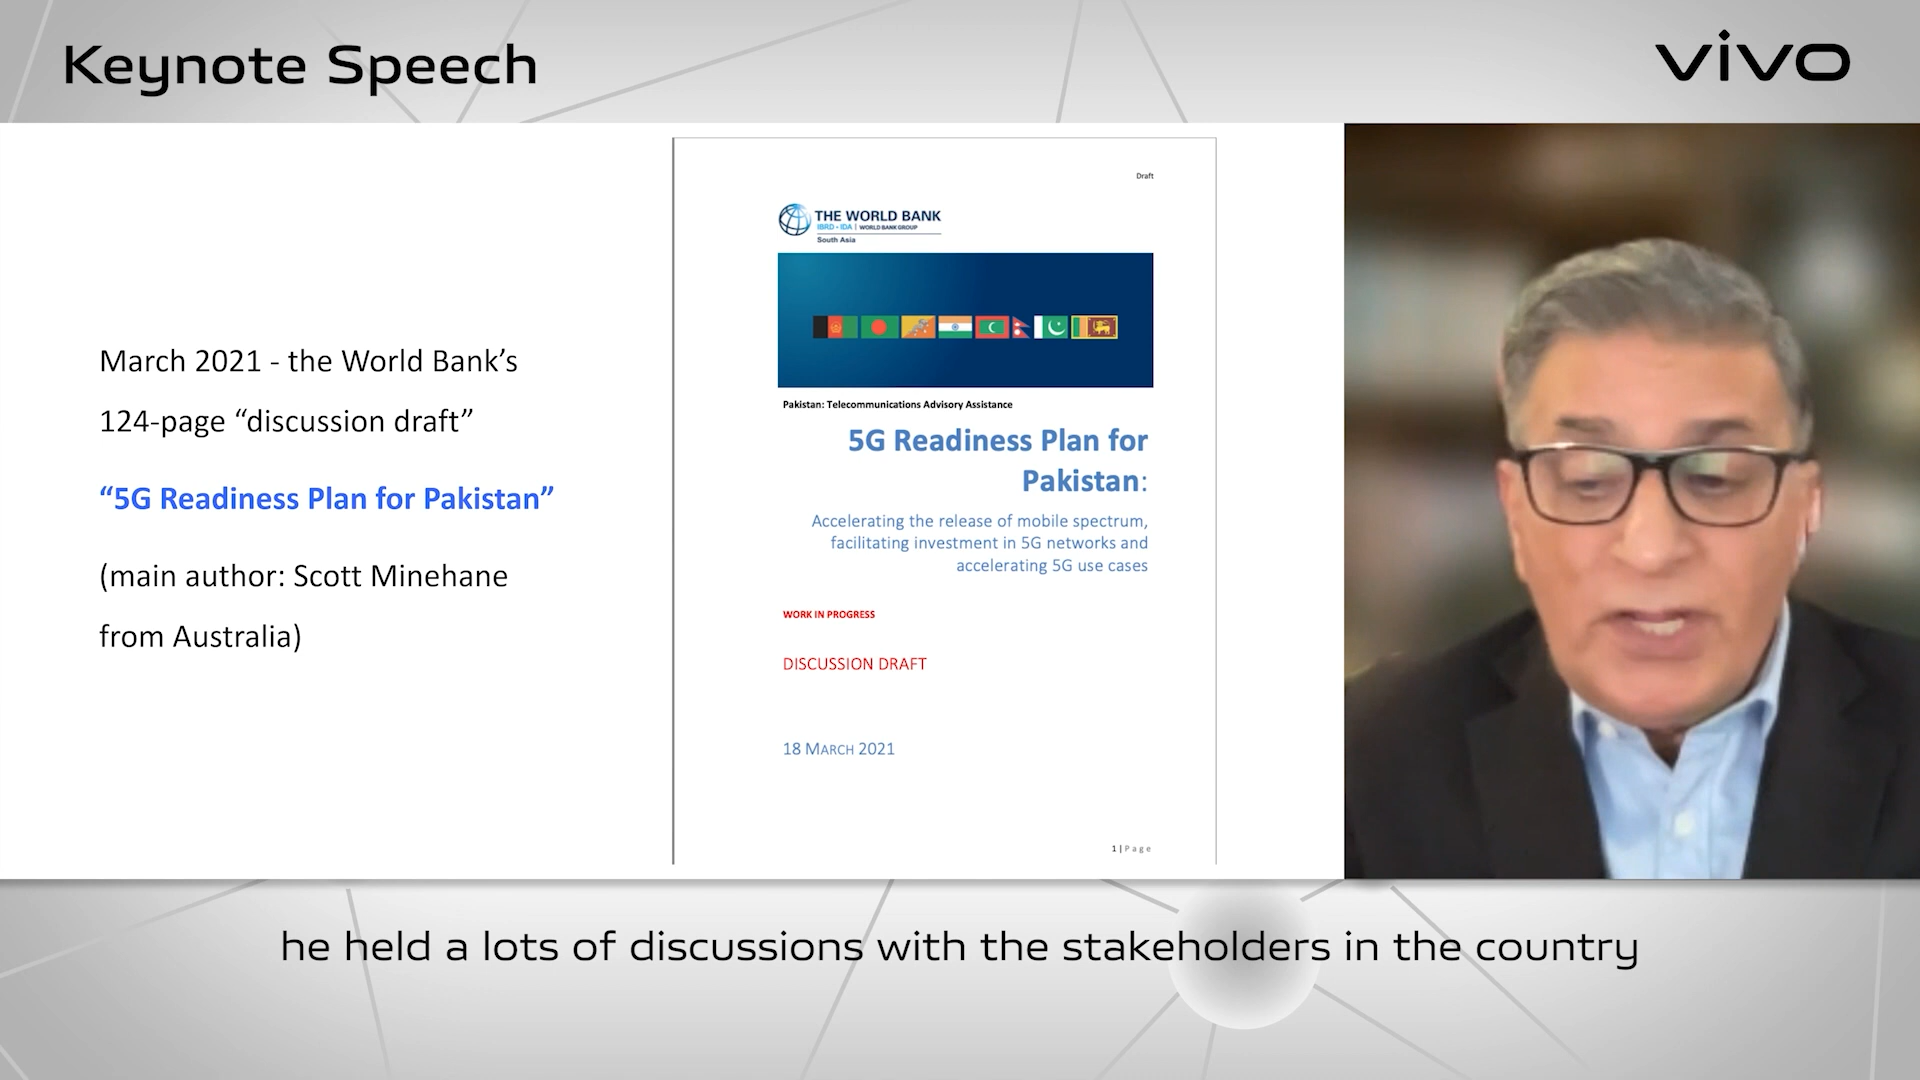 Keynote Speech
vivo
March 2021 - the World Bank’s
124-page “discussion draft”
“5G Readiness Plan for Pakistan”
(main author: Scott Minehane
from Australia)
Draft
THE WORLD BANK
IBRD • IDA | WORLD BANK GROUP
South Asia
Pakistan: Telecommunications Advisory Assistance
5G Readiness Plan for
Pakistan:
Accelerating the release of mobile spectrum,
facilitating investment in 5G networks and
accelerating 5G use cases
WORK IN PROGRESS
DISCUSSION DRAFT
18 MARCH 2021
1 | Page
he held a lots of discussions with the stakeholders in the country